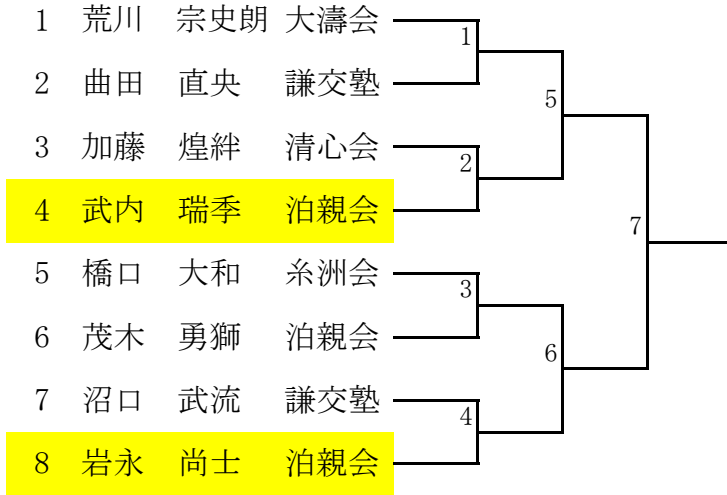 1 荒川 宗史朗 大濤会
1
2 曲田 直央 謙交塾
5
3 加藤 煌絆 清心会
2
4 武内 瑞季 泊親会
7
5 橋口 大和 糸洲会
3
6 茂木 勇獅 泊親会
6
7 沼口 武流 謙交塾
4
8 岩永 尚士 泊親会